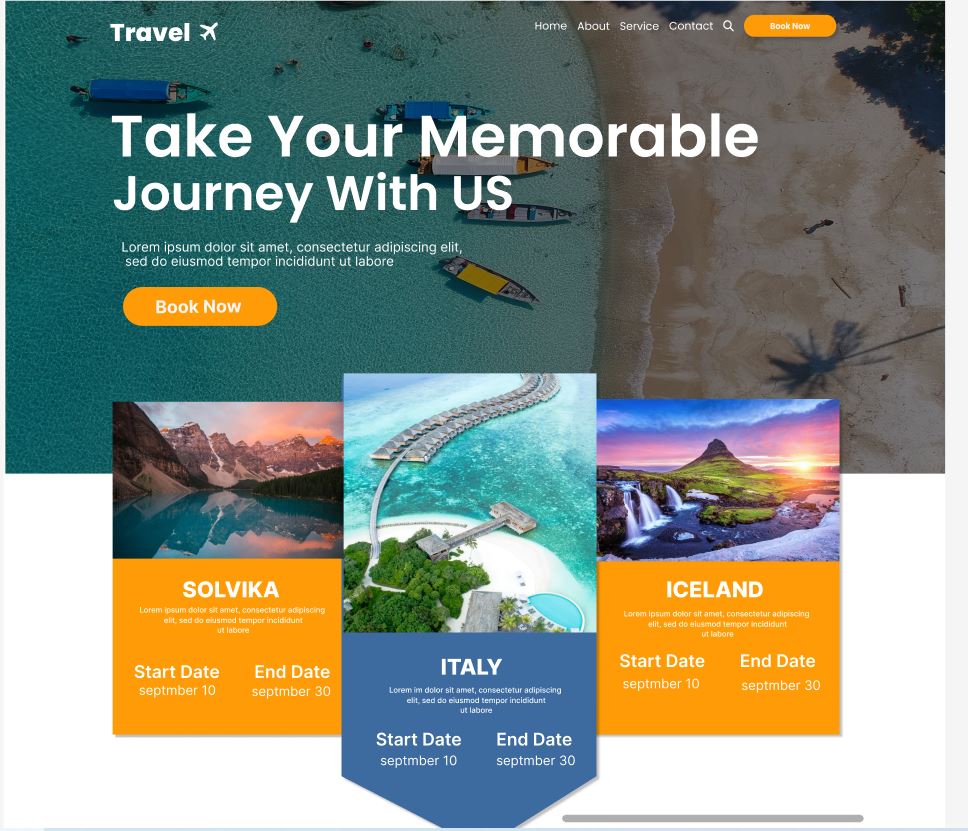 Travel
Home About Service Contact
Book Now
Take Your Memorable
Journey With US
Lorem ipsum dolor sit amet, consectetur adipiscing elit,
sed do eiusmod tempor incididunt ut labore
Book Now
SOLVIKA
Lorem ipsum dolor sit amet, consectetur adipiscing
elit, sed do eiusmod tempor incididunt
ut labore
Start Date End Date
septmber 10 septmber 30
ITALY
Lorem im dolor sit amet, consectetur adipiscing
elit, sed do eiusmod tempor incididunt
ut labore
Start Date End Date
septmber 10 septmber 30
ICELAND
Lorem ipsum dolor sit amet, consectetur adipiscing
elit, sed do eiusmod tempor incididunt
ut labore
Start Date End Date
septmber 10 septmber 30